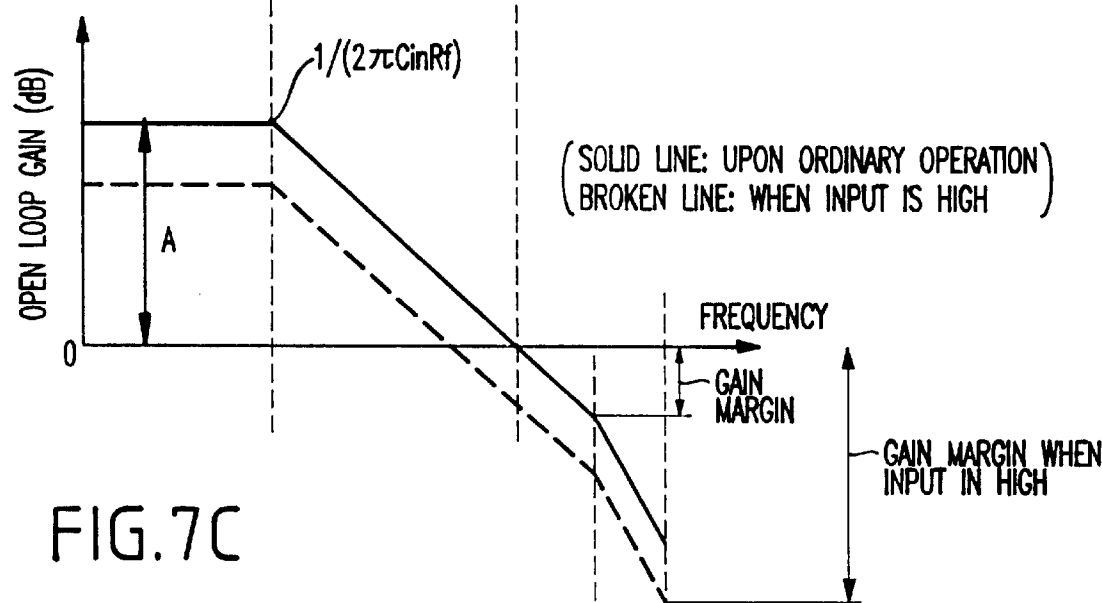 1/(2πCinRf)
OPEN LOOP GAIN (dB)
(SOLID LINE: UPON ORDINARY OPERATION
BROKEN LINE: WHEN INPUT IS HIGH)
A
FREQUENCY
0
GAIN
MARGIN
GAIN MARGIN WHEN
INPUT IN HIGH
FIG.7C